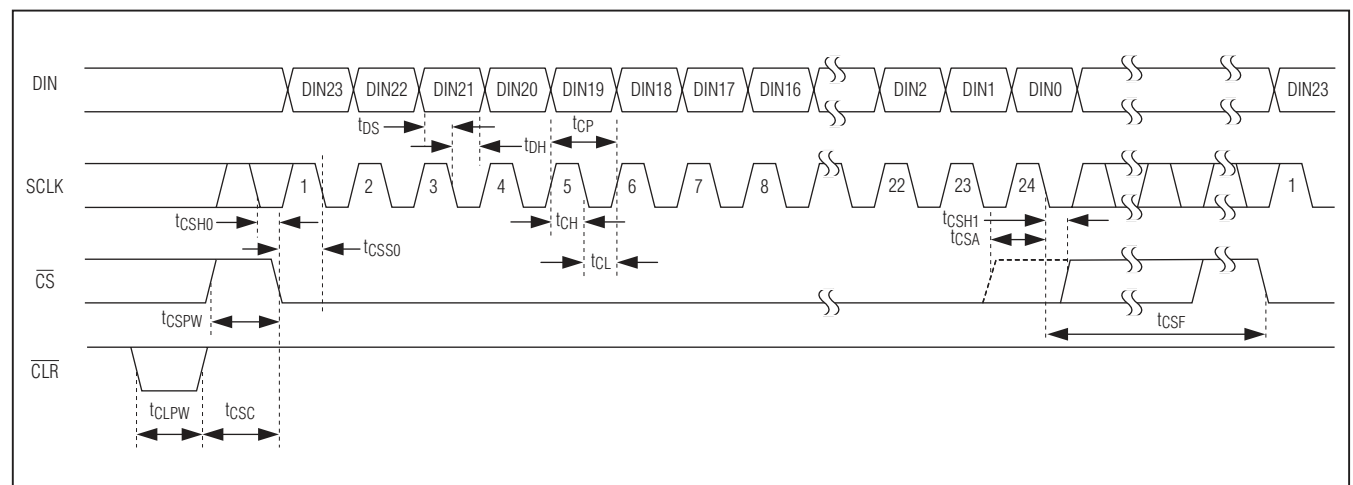 DIN
DIN23 DIN22 DIN21 DIN20 DIN19 DIN18 DIN17 DIN16 DIN2 DIN1 DIN0 DIN23
tDS tCP
tDH
SCLK
1 2 3 4 5 6 7 8 22 23 24 1
tCSH0 tCH tCSH1
tCSS0 tCSA
tCL
CS
tCSPW tCSF
CLR
tCLPW tCSC